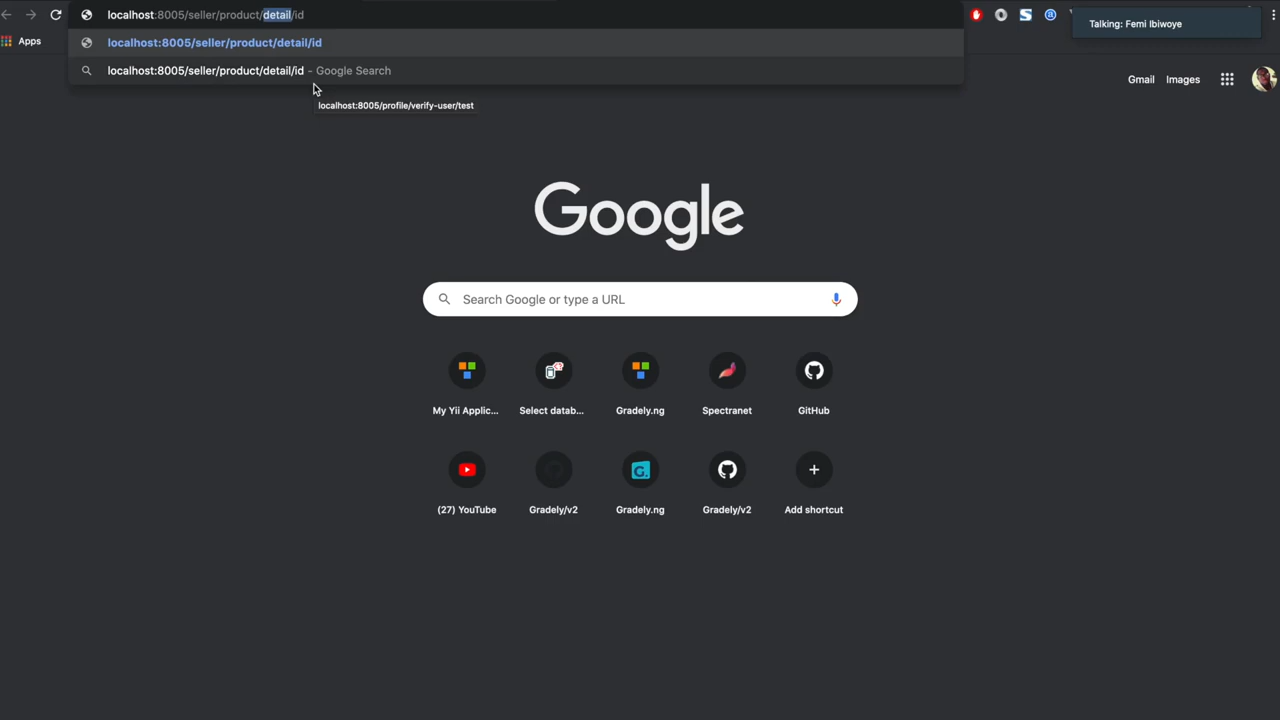 localhost:8005/seller/product/detail/id
Talking: Femi Ibiwoye
Apps
localhost:8005/seller/product/detail/id
localhost:8005/seller/product/detail/id - Google Search
localhost:8005/profile/verify-user/test
Gmail Images
Google
Search Google or type a URL
My Yii Applic... Select datab... Gradely.ng Spectranet GitHub
G.
(27) YouTube Gradely/v2 Gradely.ng Gradely/v2 Add shortcut